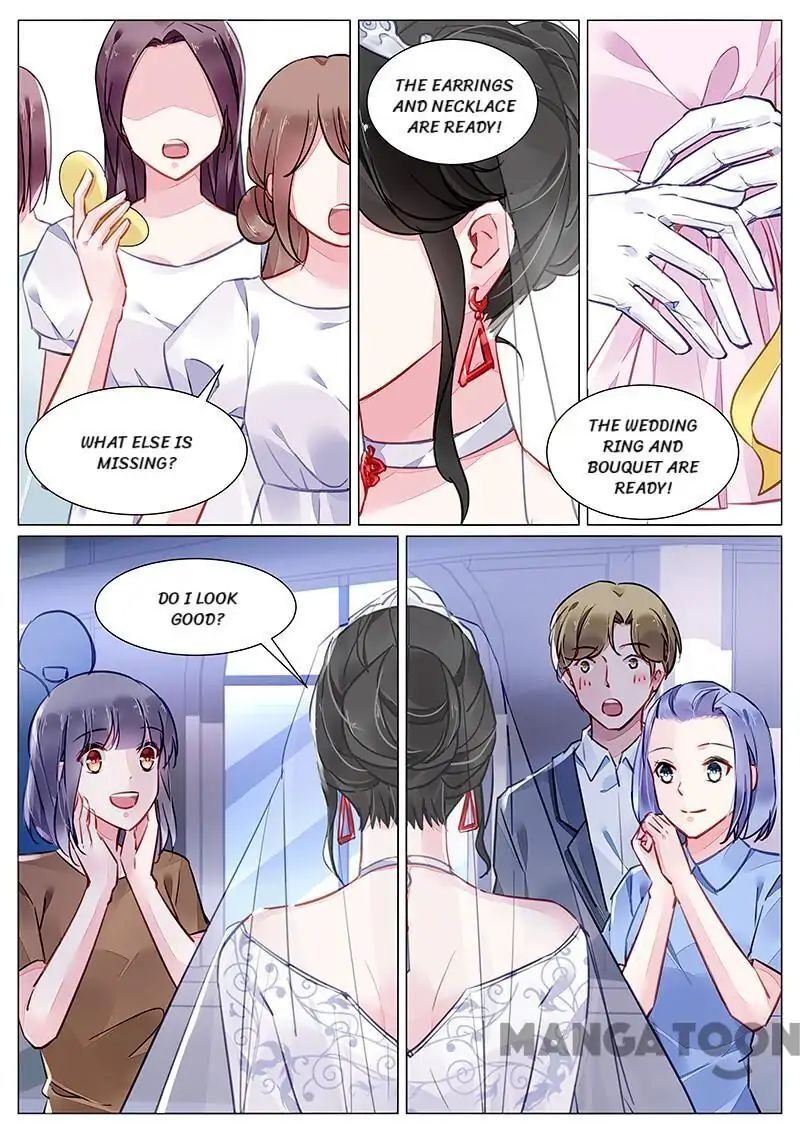 WHAT ELSE IS
MISSING?
THE EARRINGS
AND NECKLACE
ARE READY!
THE WEDDING
RING AND
BOUQUET ARE
READY!
DO I LOOK
GOOD?
MANGATOON